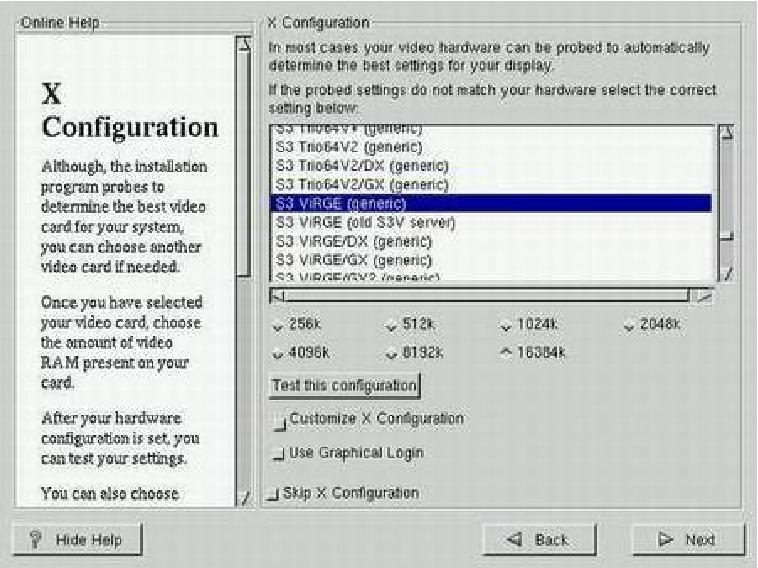 Online Help
X
Configuration
Although, the installation
program probes to
determine the best video
card for your system,
you can choose another
video card if needed.
Once you have selected
your video card, choose
the amount of video
RAM present on your
card.
After your hardware
configuration is set, you
can test your settings.
You can also choose
X Configuration
In most cases your video hardware can be probed to automatically
determine the best settings for your display.
If the probed settings do not match your hardware select the correct
setting below:
S3 Trio64V+ (generic)
S3 Trio64V2 (generic)
S3 Trio64V2/DX (generic)
S3 Trio64V2/GX (generic)
S3 ViRGE (generic)
S3 ViRGE (old S3V server)
S3 ViRGE/DX (generic)
S3 ViRGE/GX (generic)
S3 ViRGE/GX2 (generic)
256k 512k 1024k 2048k
4096k 8192k 16384k
Test this configuration
Customize X Configuration
Use Graphical Login
Skip X Configuration
Hide Help
Back
Next